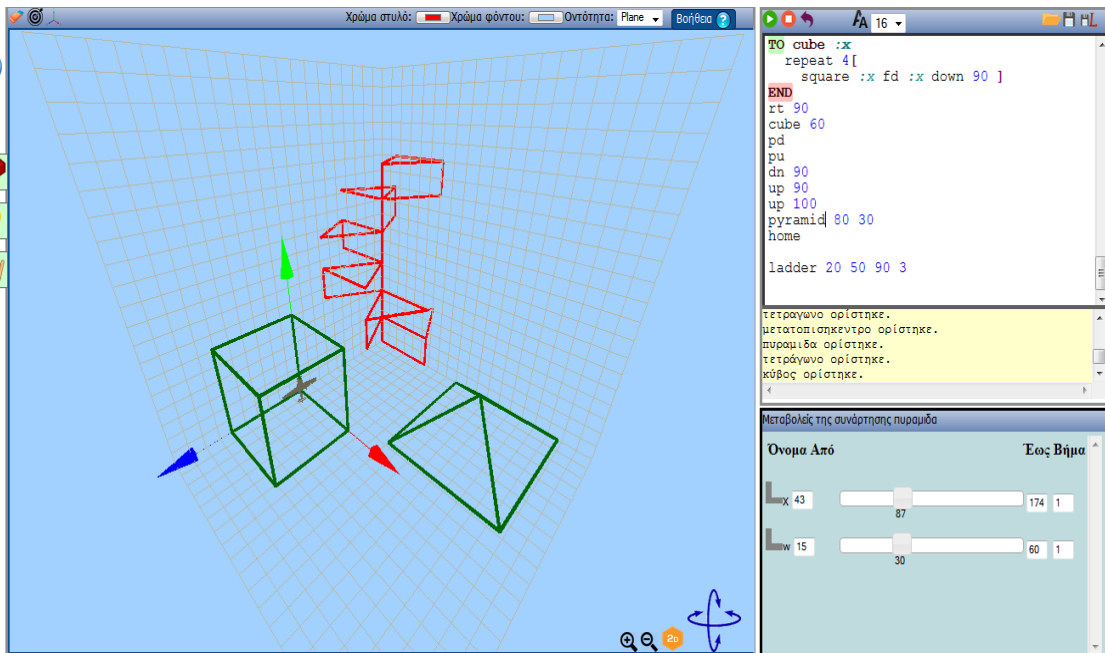 Χρώμα στυλό: Χρώμα φόντου: Οντότητα: Plane Βοήθεια ?
A A 16
L
TO cube :x
repeat 4[
square :x fd :x down 90 ]
END
rt 90
cube 60
pd
pu
dn 90
up 90
up 100
pyramid 80 30
home
ladder 20 50 90 3
τετραγωνο ορίστηκε.
μετατοπισηκεντρο ορίστηκε.
πυραμιδα ορίστηκε.
τετράγωνο ορίστηκε.
κύβος ορίστηκε.
Μεταβολείς της συνάρτησης πυραμιδα
Όνομα Από Έως Βήμα
x 43 174 1
87
w 15 60 1
30
2D